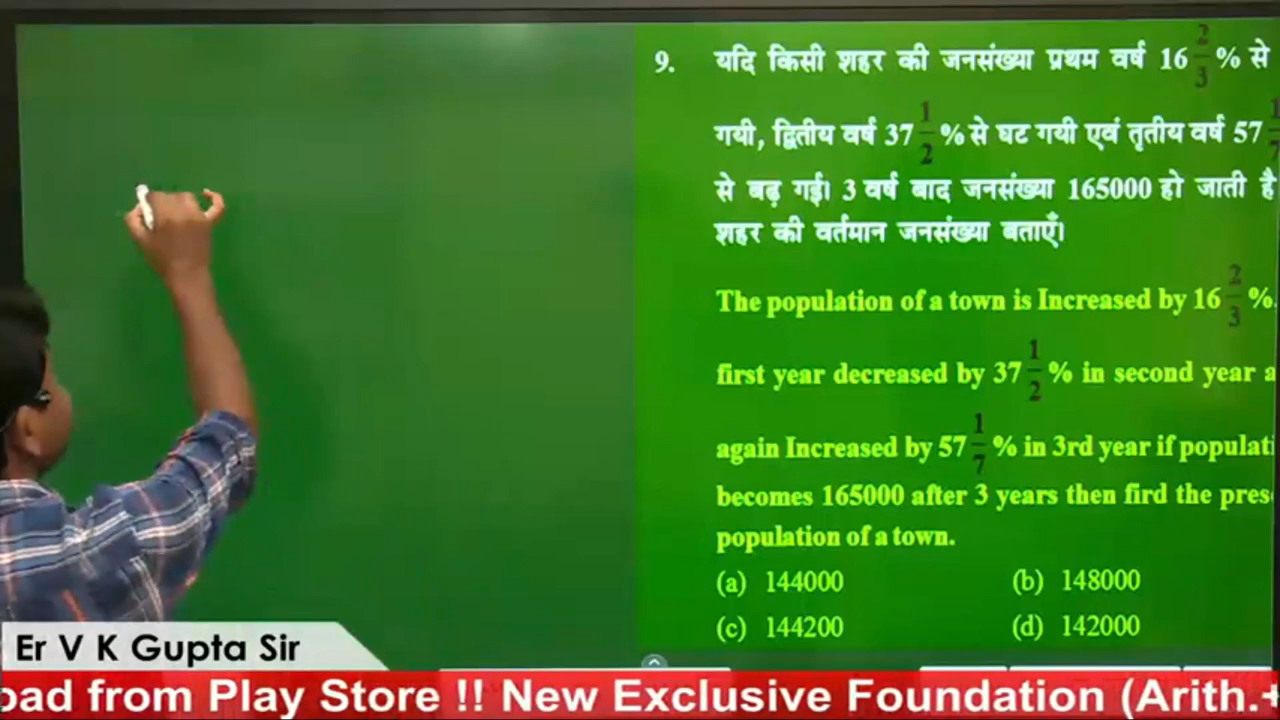 9. यदि किसी शहर की जनसंख्या प्रथम वर्ष 16 2/3 % से
गयी, द्वितीय वर्ष 37 1/2 % से घट गयी एवं तृतीय वर्ष 57 1/7
से बढ़ गई। 3 वर्ष बाद जनसंख्या 165000 हो जाती है
शहर की वर्तमान जनसंख्या बताएँ।
The population of a town is Increased by 16 2/3 %
first year decreased by 37 1/2 % in second year
again Increased by 57 1/7 % in 3rd year if
becomes 165000 after 3 years then fird the
population of a town.
(a) 144000 (b) 148000
(c) 144200 (d) 142000
Er V K Gupta Sir
from Play Store !! New Exclusive Foundation (Arith.+